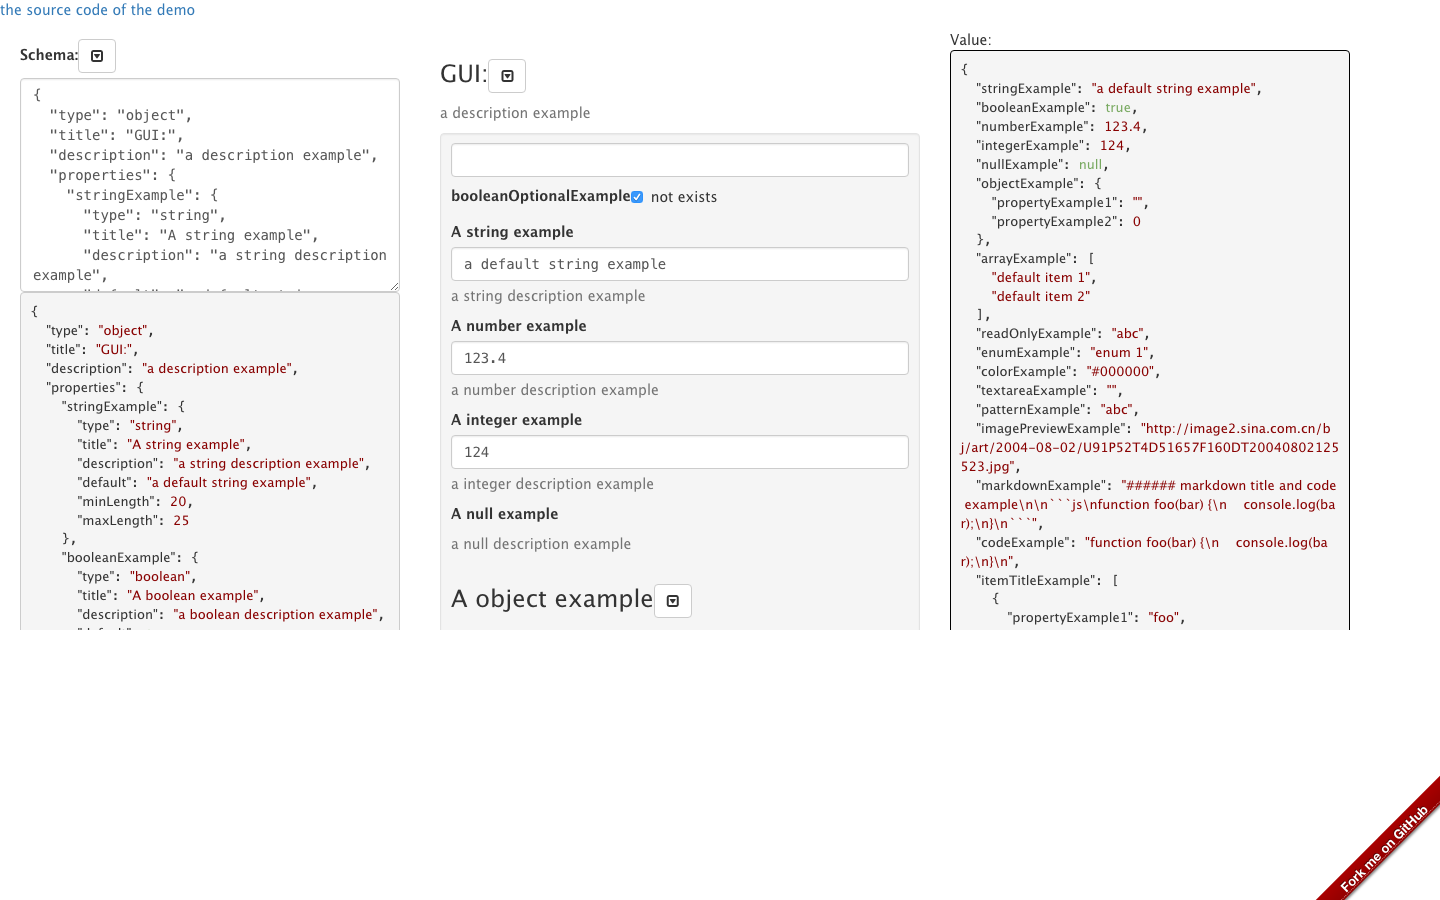 the source code of the demo
Schema:
{
"type": "object",
"title": "GUI:",
"description": "a description example",
"properties": {
"stringExample": {
"type": "string",
"title": "A string example",
"description": "a string description
example",
{
"type": "object",
"title": "GUI:",
"description": "a description example",
"properties": {
"stringExample": {
"type": "string",
"title": "A string example",
"description": "a string description example",
"default": "a default string example",
"minLength": 20,
"maxLength": 25
},
"booleanExample": {
"type": "boolean",
"title": "A boolean example",
"description": "a boolean description example",
GUI:
a description example
booleanOptionalExample not exists
A string example
a default string example
a string description example
A number example
123.4
a number description example
A integer example
124
a integer description example
A null example
a null description example
A object example
Value:
{
"stringExample": "a default string example",
"booleanExample": true,
"numberExample": 123.4,
"integerExample": 124,
"nullExample": null,
"objectExample": {
"propertyExample1": "",
"propertyExample2": 0
},
"arrayExample": [
"default item 1",
"default item 2"
],
"readOnlyExample": "abc",
"enumExample": "enum 1",
"colorExample": "#000000",
"textareaExample": "",
"patternExample": "abc",
"imagePreviewExample": "http://image2.sina.com.cn/b
j/art/2004-08-02/U91P52T4D51657F160DT20040802125
523.jpg",
"markdownExample": "###### markdown title and code
example\n\n```js\nfunction foo(bar) {\n    console.log(ba
r);\n}\n```",
"codeExample": "function foo(bar) {\n    console.log(ba
r);\n}\n",
"itemTitleExample": [
{
"propertyExample1": "foo",
Fork me on GitHub